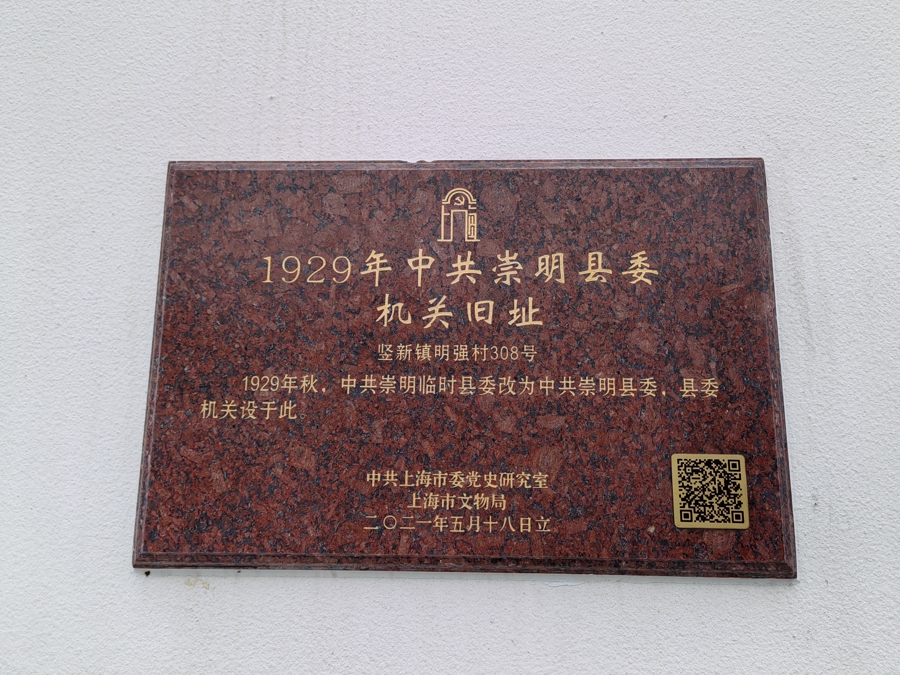 1929年中共崇明县委
机关旧址
竖新镇明强村308号
1929年秋，中共崇明临时县委改为中共崇明县委，县委
机关设于此。
中共上海市委党史研究室
上海市文物局
二〇二一年五月十八日立